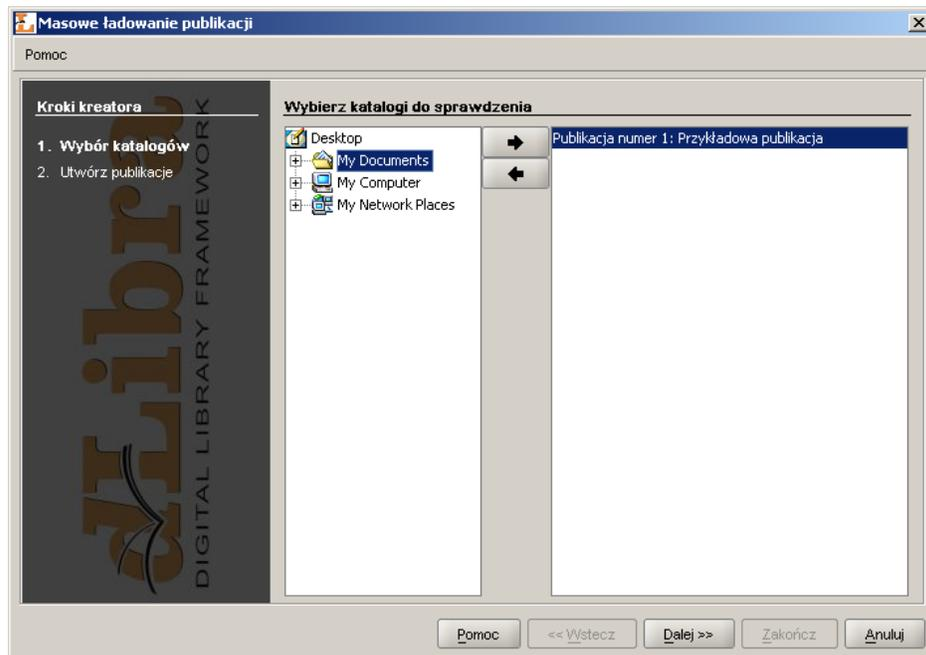 Masowe ładowanie publikacji
Pomoc
Kroki kreatora
1. Wybór katalogów
2. Utwórz publikacje
dLibra
DIGITAL LIBRARY FRAMEWORK
Wybierz katalogi do sprawdzenia
Desktop
My Documents
My Computer
My Network Places
Publikacja numer 1: Przykładowa publikacja
Pomoc
<< Wstecz
Dalej >>
Zakończ
Anuluj